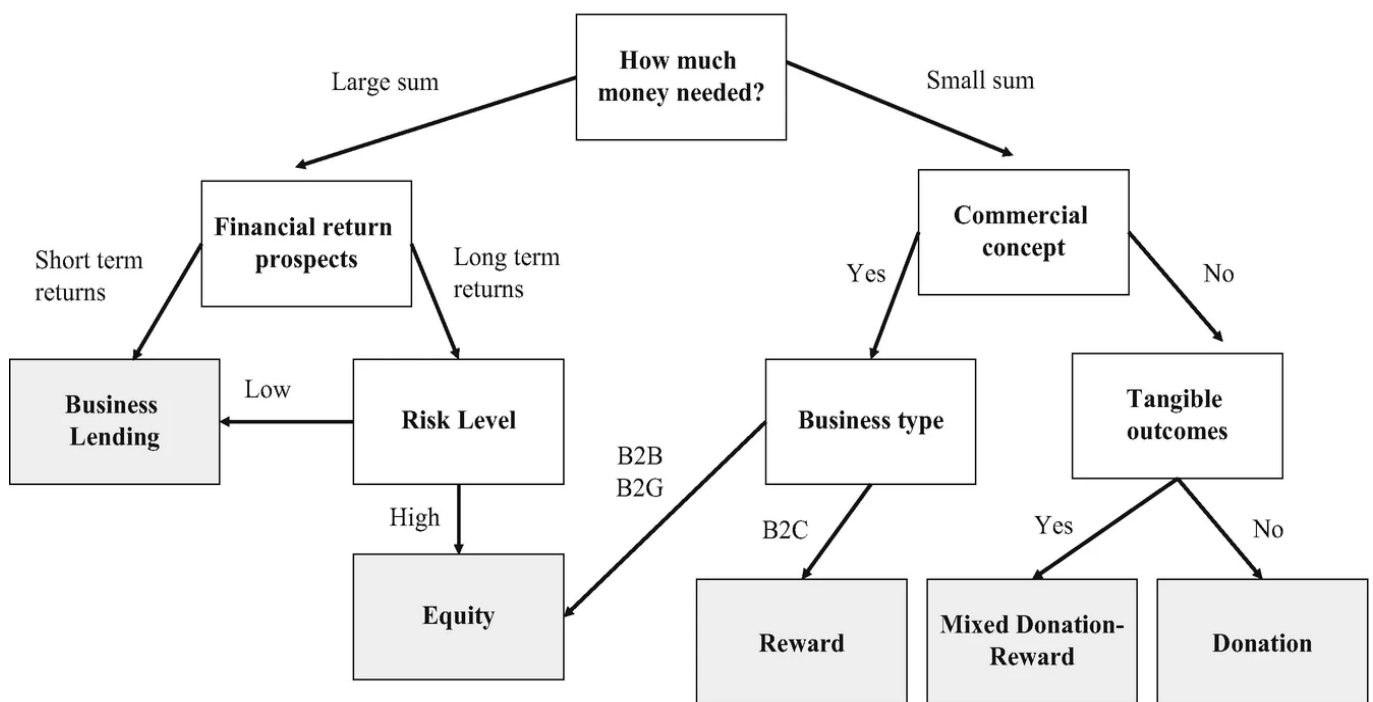 How much
money needed?
Large sum
Small sum
Financial return
prospects
Commercial
concept
Short term
returns
Long term
returns
Yes
No
Business
Lending
Low
Risk Level
Business type
Tangible
outcomes
B2B
B2G
High
B2C
Yes
No
Equity
Reward
Mixed Donation-
Reward
Donation